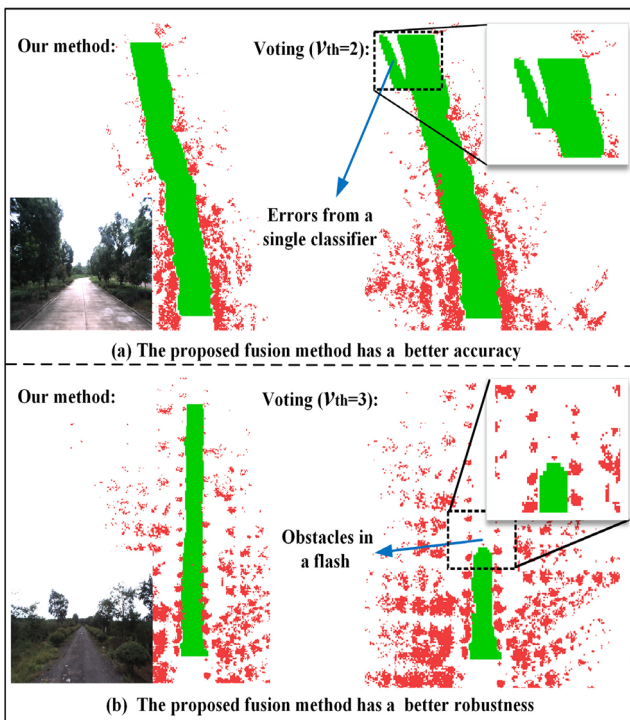 Our method:
Voting (Vth=2):
Errors from a
single classifier
(a) The proposed fusion method has a better accuracy
Our method:
Voting (Vth=3):
Obstacles in
a flash
(b) The proposed fusion method has a better robustness